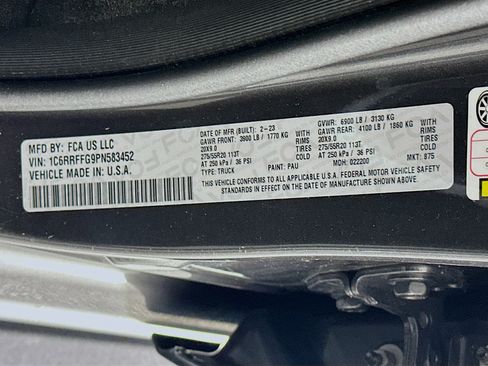 MFD BY: FCA US LLC
VIN: 1C6RRFFG9PN583452
VEHICLE MADE IN: U.S.A.
DATE OF MFR (BUILT): 2-23
GAWR FRONT: 3900 LB / 1770 KG WITH
20X9.0 RIMS
275/55R20 113T TIRES
AT 250 kPa / 36 PSI COLD
TYPE: TRUCK PAINT: PAU
THIS VEHICLE CONFORMS TO ALL APPLICABLE U.S.A. FEDERAL MOTOR VEHICLE SAFETY
STANDARDS IN EFFECT ON THE DATE OF MANUFACTURE SHOWN ABOVE.
GVWR: 6900 LB / 3130 KG
GAWR REAR: 4100 LB / 1860 KG WITH
20X9.0 RIMS
275/55R20 113T TIRES
AT 250 kPa / 36 PSI COLD
MDH: 022200 MKT: B75